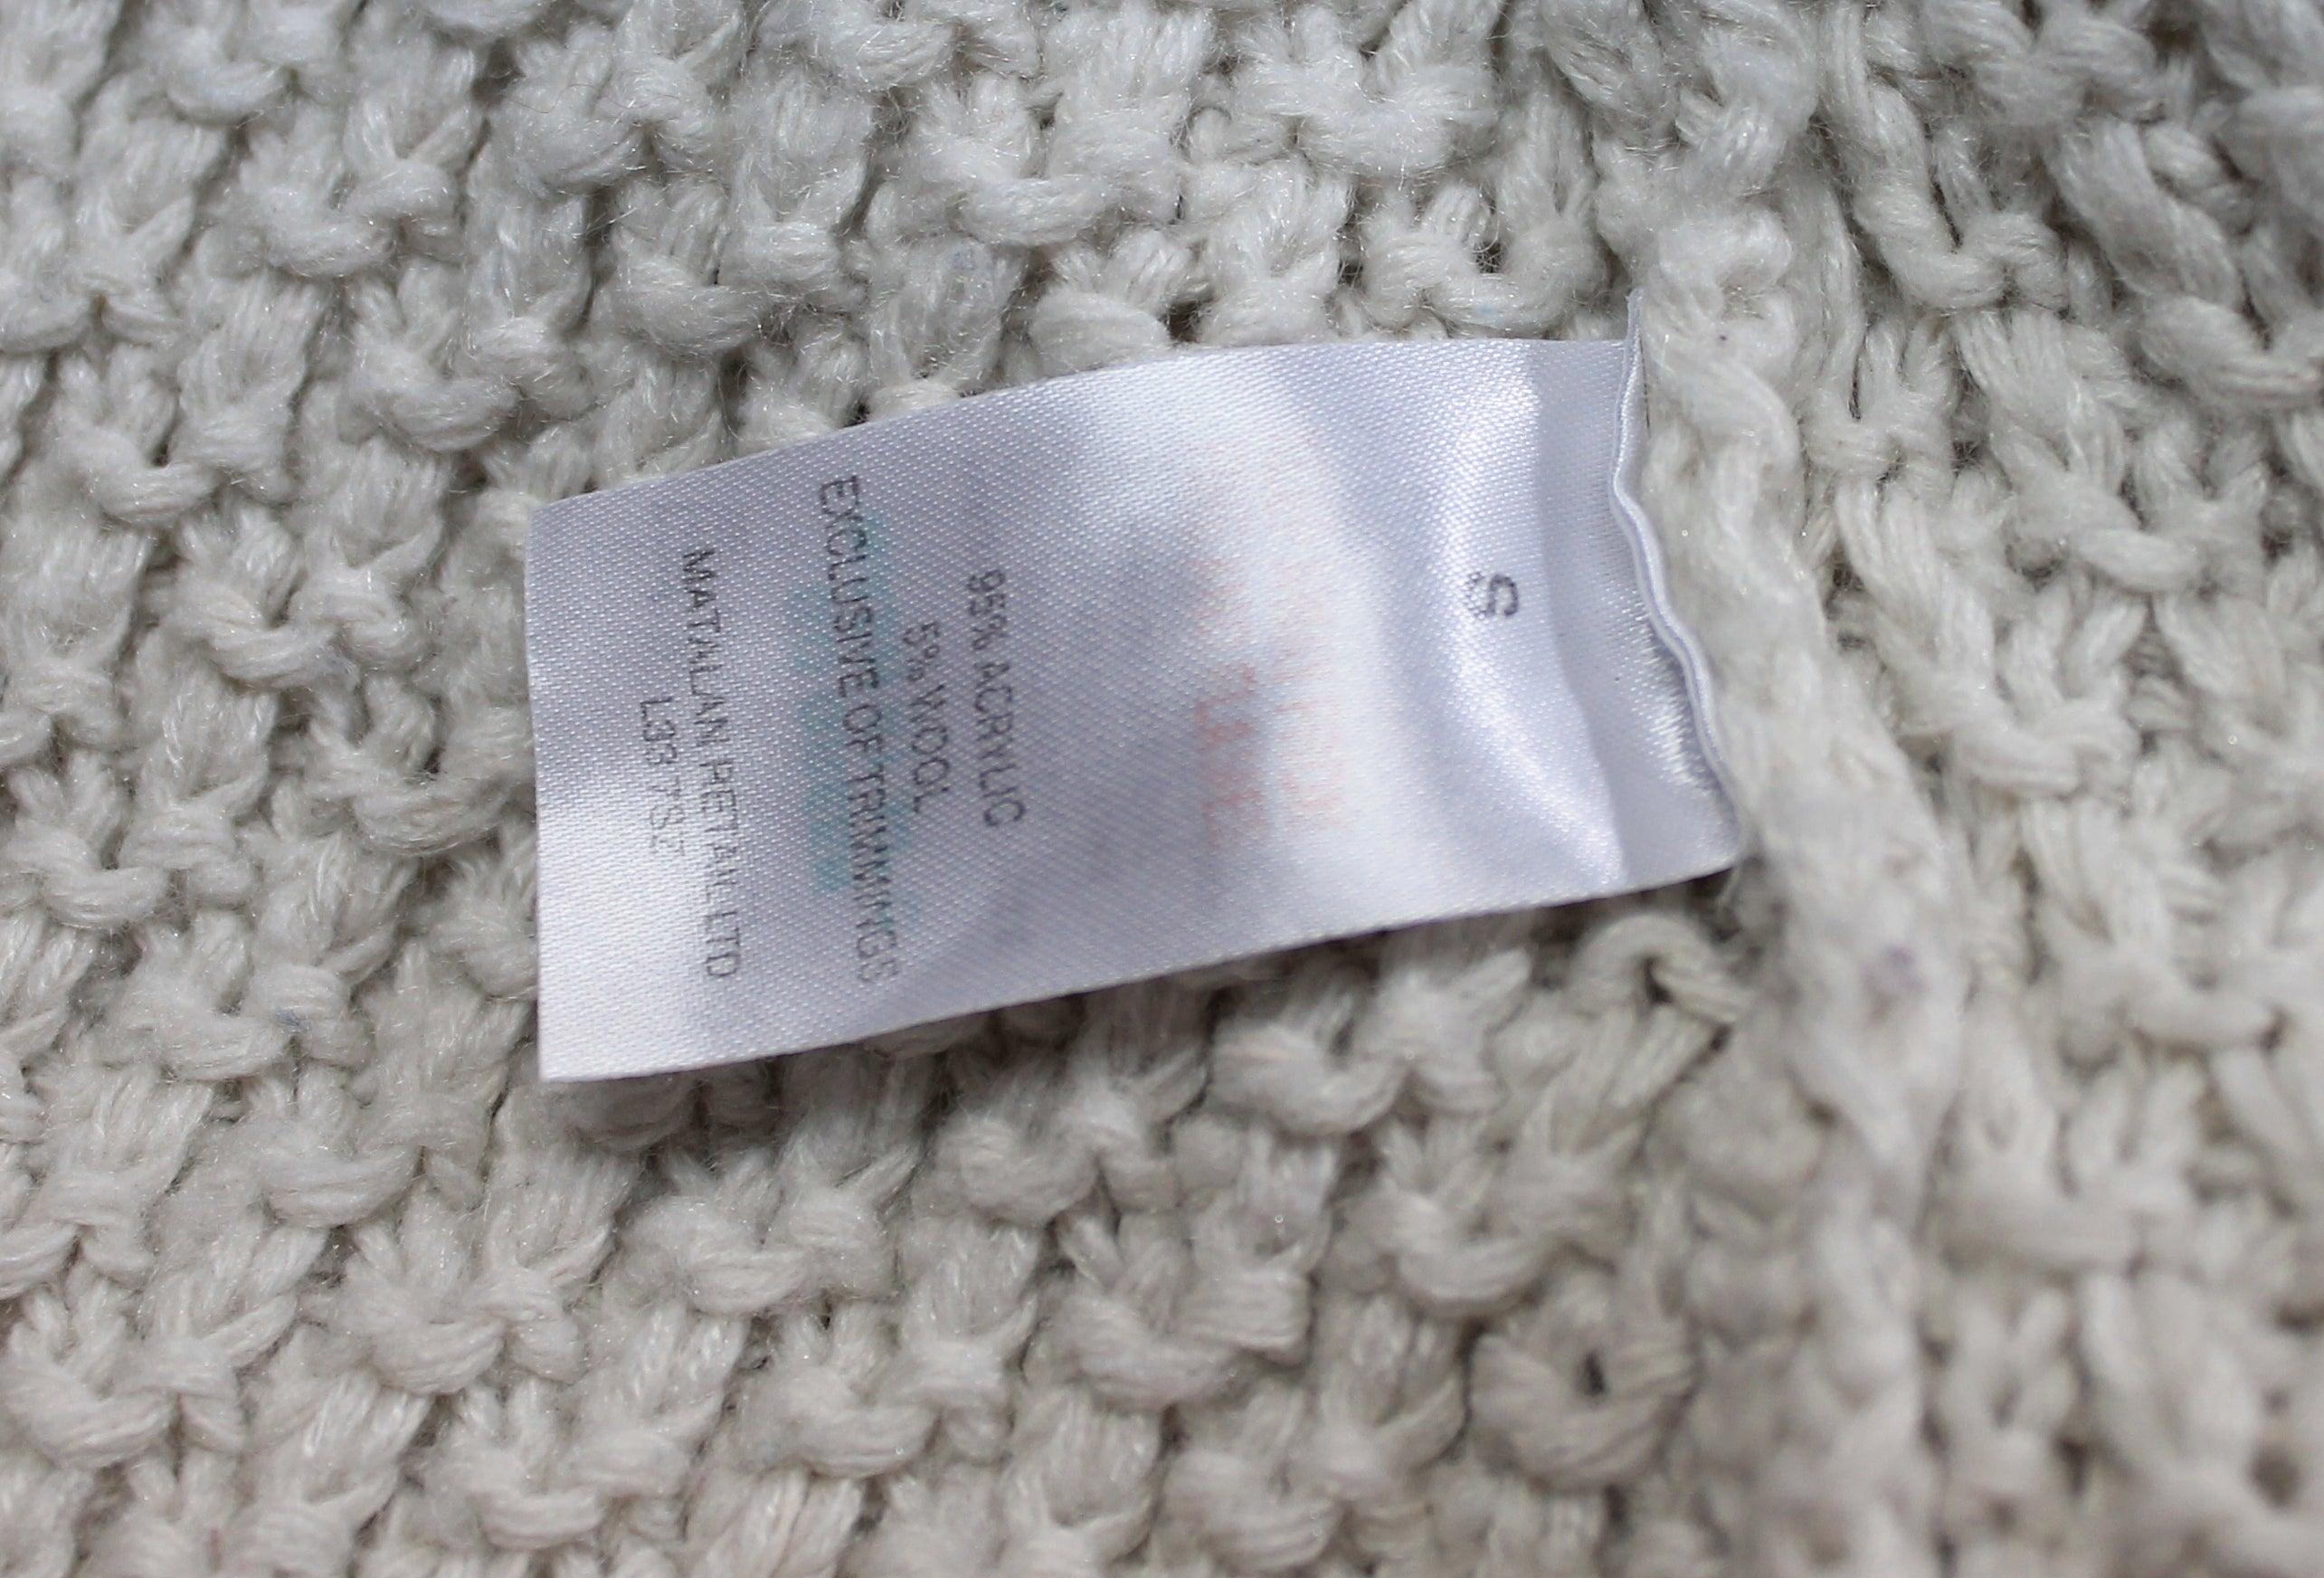 S
95% ACRYLIC
5% WOOL
EXCLUSIVE OF TRIMMINGS
MATALAN RETAIL LTD